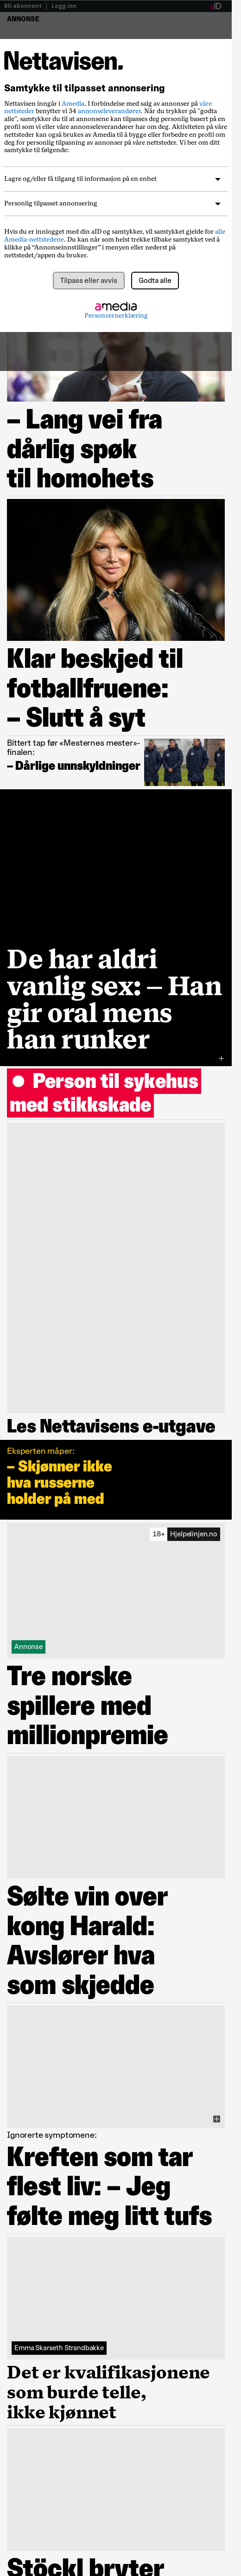 Bli abonnent | Logg inn
aID
ANNONSE
Nettavisen.
Samtykke til tilpasset annonsering
Nettavisen inngår i Amedia. I forbindelse med salg av annonser på våre
nettsteder benytter vi 34 annonseleverandører. Når du trykker på "godta
alle", samtykker du til at annonsene kan tilpasses deg personlig basert på en
profil som vi eller våre annonseleverandører har om deg. Aktiviteten på våre
nettsteder kan også brukes av Amedia til å bygge eller forbedre en profil om
deg for personlig tilpasning av annonser på våre nettsteder. Vi ber om ditt
samtykke til følgende:
Lagre og/eller få tilgang til informasjon på en enhet
Personlig tilpasset annonsering
Hvis du er innlogget med din aID og samtykker, vil samtykket gjelde for alle
Amedia-nettstedene. Du kan når som helst trekke tilbake samtykket ved å
klikke på “Annonseinnstillinger” i menyen eller nederst på
nettstedet/appen du bruker.
Tilpass eller avvis
Godta alle
amedia
Personvernerklæring
– Lang vei fra
dårlig spøk
til homohets
Klar beskjed til
fotballfruene:
– Slutt å syt
Bittert tap før «Mesternes mester»-
finalen:
– Dårlige unnskyldninger
De har aldri
vanlig sex: – Han
gir oral mens
han runker
Person til sykehus
med stikkskade
Les Nettavisens e-utgave
Eksperten måper:
– Skjønner ikke
hva russerne
holder på med
18+ Hjelpelinjen.no
Annonse
Tre norske
spillere med
millionpremie
Sølte vin over
kong Harald:
Avslører hva
som skjedde
Ignorerte symptomene:
Kreften som tar
flest liv: – Jeg
følte meg litt tufs
Emma Skarseth Strandbakke
Det er kvalifikasjonene
som burde telle,
ikke kjønnet
Stöckl bryter